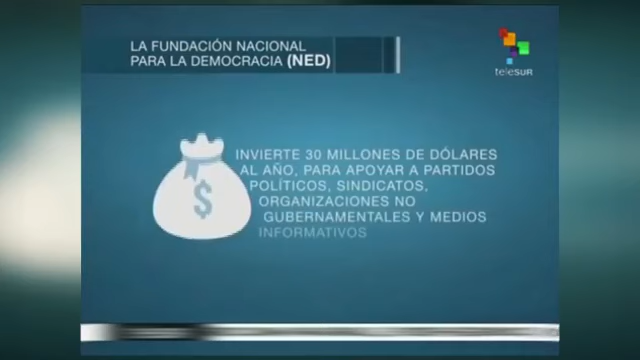 LA FUNDACIÓN NACIONAL
PARA LA DEMOCRACIA (NED)
teleSUR
INVIERTE 30 MILLONES DE DÓLARES
AL AÑO, PARA APOYAR A PARTIDOS
POLÍTICOS, SINDICATOS,
ORGANIZACIONES NO
GUBERNAMENTALES Y MEDIOS
INFORMATIVOS
$